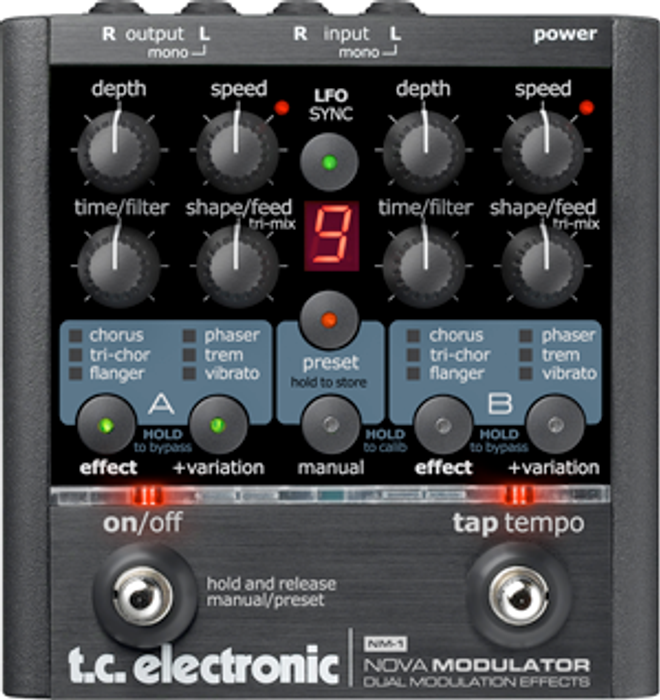 R output L
mono
R input L
mono
power
depth
speed
LFO
SYNC
depth
speed
time/filter
shape/feed
tri-mix
9
time/filter
shape/feed
tri-mix
chorus
tri-chor
flanger
phaser
trem
vibrato
A
preset
hold to store
chorus
tri-chor
flanger
phaser
trem
vibrato
B
HOLD
to bypass
HOLD
to calib
HOLD
to bypass
effect
+variation
manual
effect
+variation
on/off
tap tempo
hold and release
manual/preset
t.c. electronic
NM-1
NOVA MODULATOR
DUAL MODULATION EFFECTS